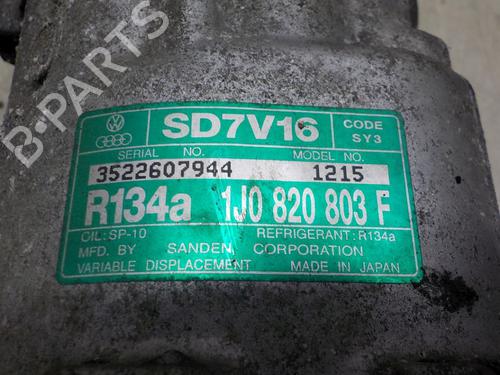 B-PARTS
SD7V16 CODE SY3
SERIAL NO. MODEL NO.
3522607944 1215
R134a 1J0 820 803 F
OIL:SP-10 REFRIGERANT:R134a
MFD. BY SANDEN CORPORATION
VARIABLE DISPLACEMENT MADE IN JAPAN